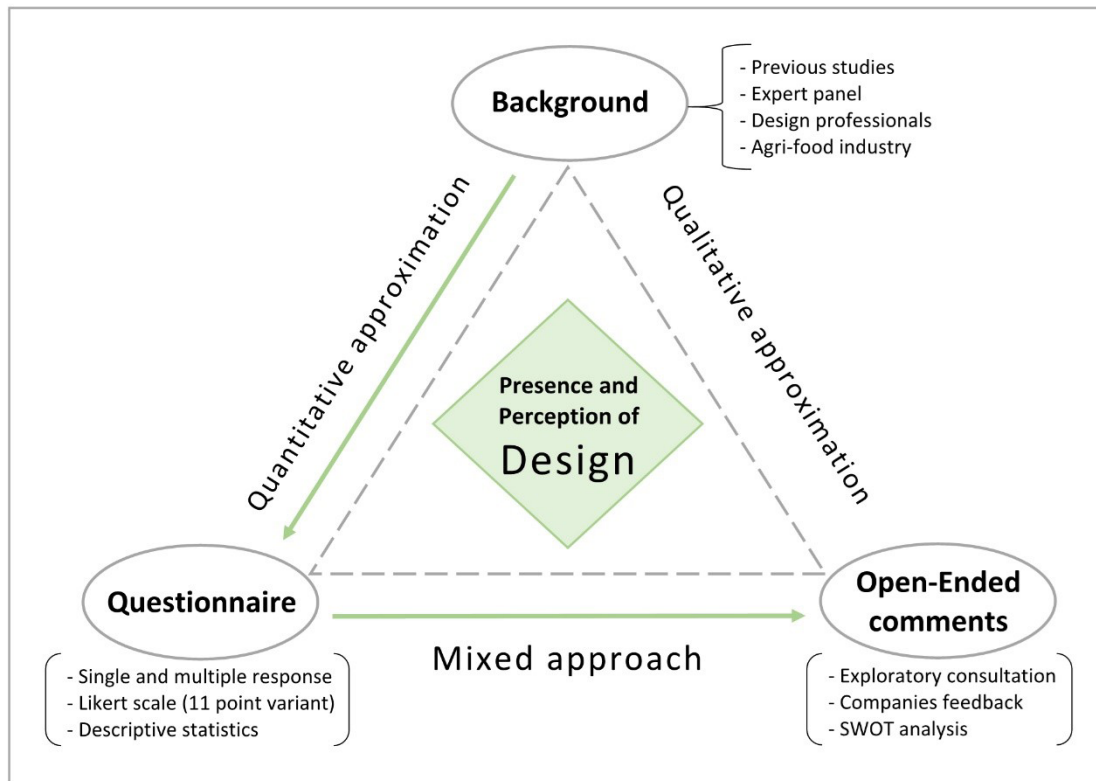 Background
- Previous studies
- Expert panel
- Design professionals
- Agri-food industry
Quantitative approximation
Qualitative approximation
Presence and
Perception of
Design
Questionnaire
- Single and multiple response
- Likert scale (11 point variant)
- Descriptive statistics
Mixed approach
Open-Ended
comments
- Exploratory consultation
- Companies feedback
- SWOT analysis